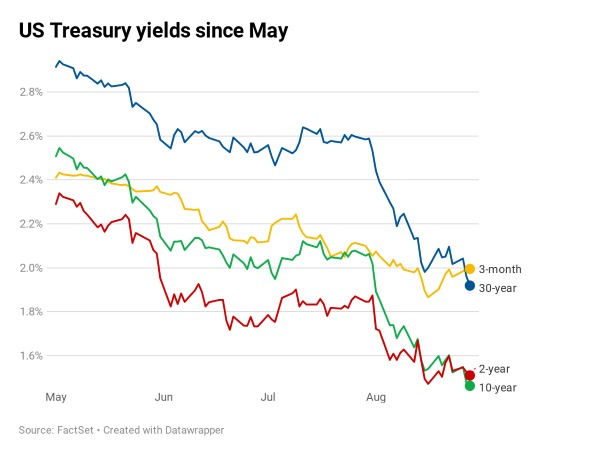 US Treasury yields since May
2.8%
2.6%
2.4%
2.2%
2.0%
1.8%
1.6%
3-month
30-year
2-year
10-year
May Jun Jul Aug
Source: FactSet • Created with Datawrapper